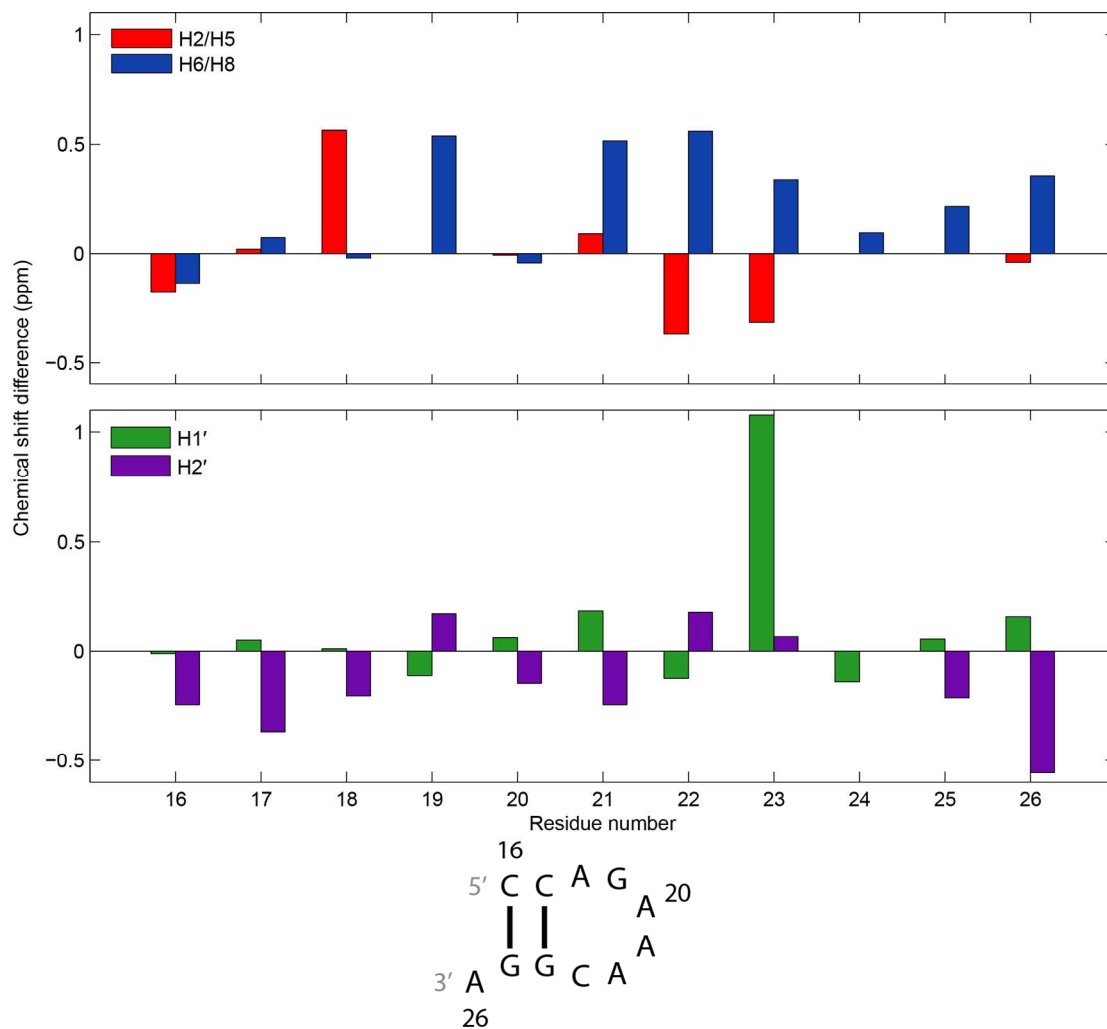 Chemical shift difference (ppm)
1
0.5
0
−0.5
H2/H5
H6/H8
1
0.5
0
−0.5
H1′
H2′
16 17 18 19 20 21 22 23 24 25 26
Residue number
16
5′ C C A G A 20
A
3′ A G G C A
26